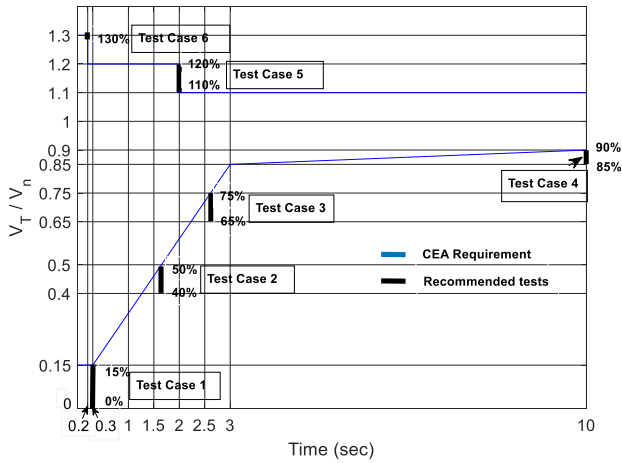 1.3
130%
Test Case 6
1.2
120%
Test Case 5
110%
1.1
1
0.9
90%
0.85
85%
Test Case 4
0.75
75%
Test Case 3
0.65
65%
V_T / V_n
CEA Requirement
0.5
50%
Test Case 2
Recommended tests
0.4
40%
0.15
15%
Test Case 1
0
0%
0.2 0.3 1 1.5 2 2.5 3 10
Time (sec)